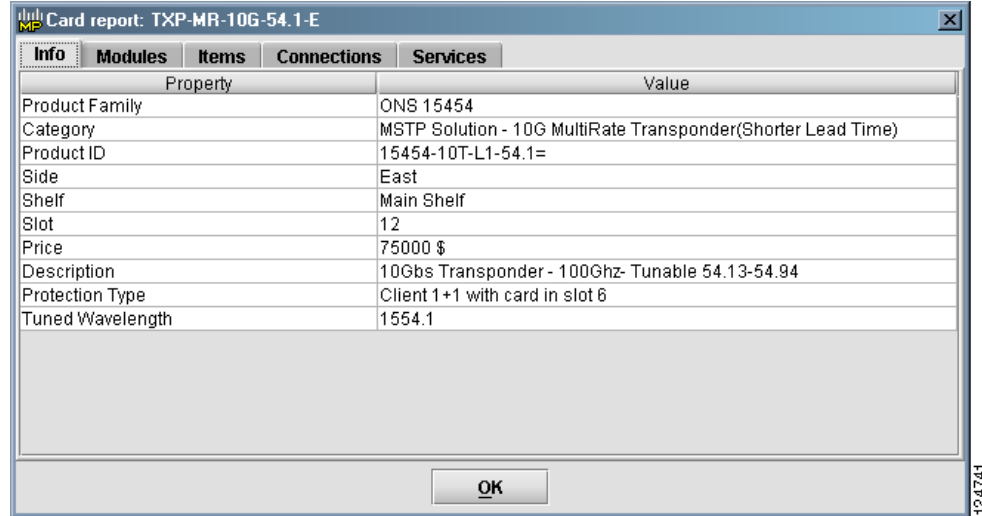 MP Card report: TXP-MR-10G-54.1-E
Info Modules Items Connections Services
Property Value
Product Family ONS 15454
Category MSTP Solution - 10G MultiRate Transponder(Shorter Lead Time)
Product ID 15454-10T-L1-54.1=
Side East
Shelf Main Shelf
Slot 12
Price 75000 $
Description 10Gbs Transponder - 100Ghz- Tunable 54.13-54.94
Protection Type Client 1+1 with card in slot 6
Tuned Wavelength 1554.1
OK
124741